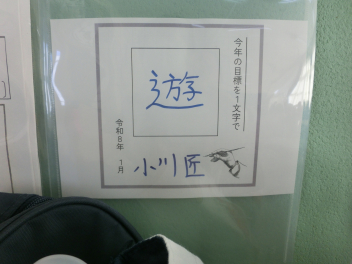 今年の目標を1文字で
遊
令和8年 1月
小川 匠